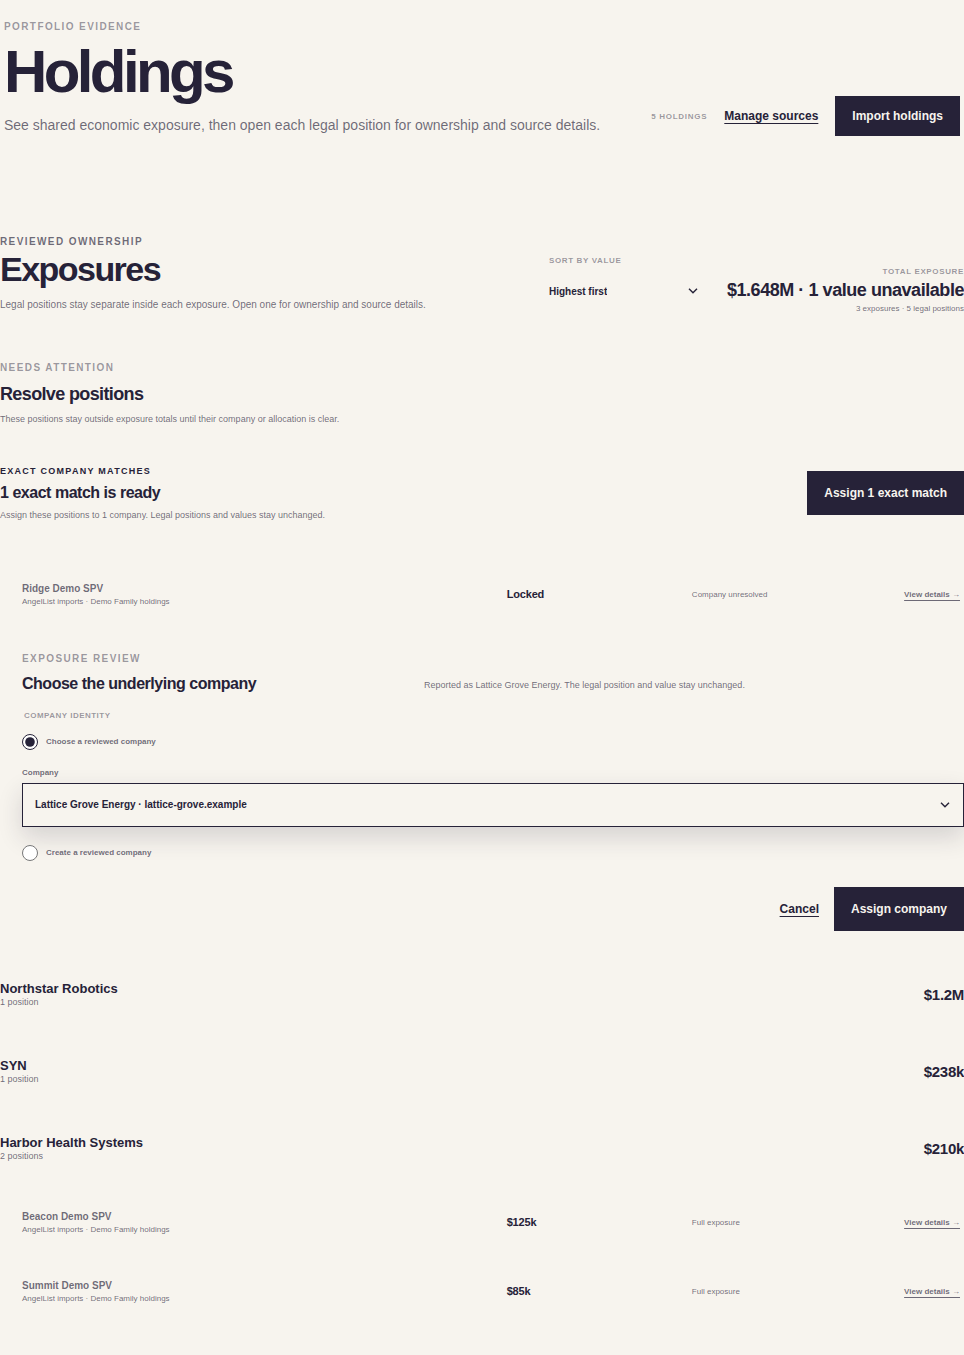 PORTFOLIO EVIDENCE
Holdings
See shared economic exposure, then open each legal position for ownership and source details.
5 HOLDINGS
Manage sources
Import holdings
REVIEWED OWNERSHIP
Exposures
Legal positions stay separate inside each exposure. Open one for ownership and source details.
SORT BY VALUE
Highest first
TOTAL EXPOSURE
$1.648M · 1 value unavailable
3 exposures · 5 legal positions
NEEDS ATTENTION
Resolve positions
These positions stay outside exposure totals until their company or allocation is clear.
EXACT COMPANY MATCHES
1 exact match is ready
Assign these positions to 1 company. Legal positions and values stay unchanged.
Assign 1 exact match
Ridge Demo SPV
AngelList imports · Demo Family holdings
Locked
Company unresolved
View details →
EXPOSURE REVIEW
Choose the underlying company
Reported as Lattice Grove Energy. The legal position and value stay unchanged.
COMPANY IDENTITY
Choose a reviewed company
Company
Lattice Grove Energy · lattice-grove.example
Create a reviewed company
Cancel
Assign company
Northstar Robotics
1 position
$1.2M
SYN
1 position
$238k
Harbor Health Systems
2 positions
$210k
Beacon Demo SPV
AngelList imports · Demo Family holdings
$125k
Full exposure
View details →
Summit Demo SPV
AngelList imports · Demo Family holdings
$85k
Full exposure
View details →